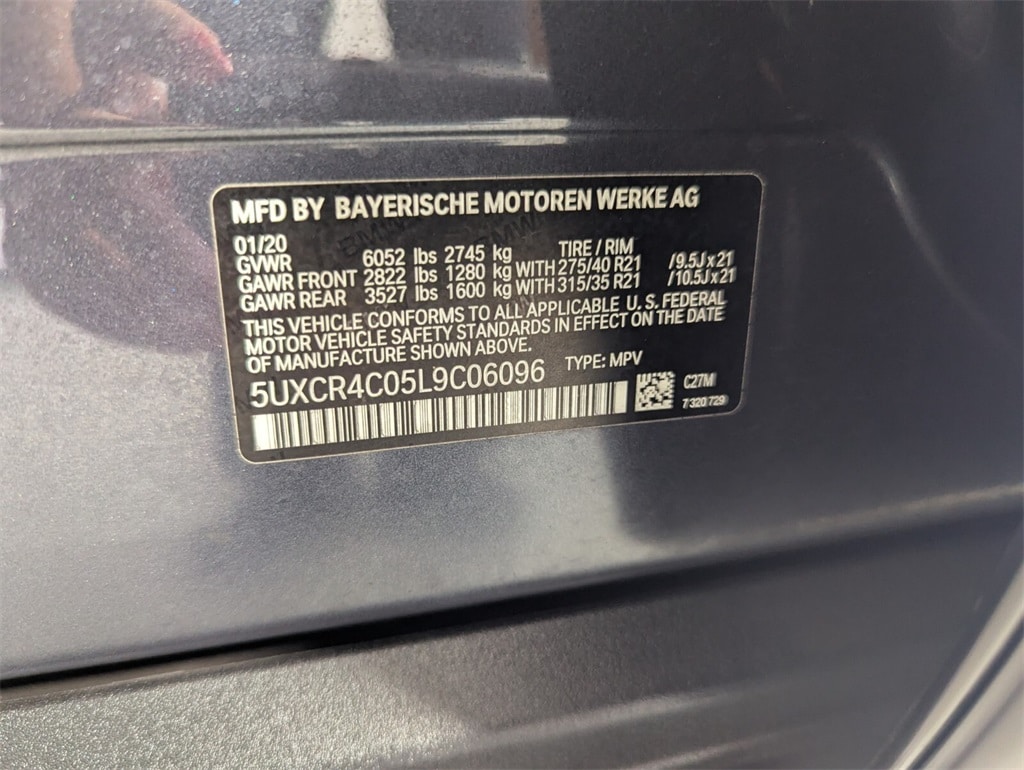 MFD BY BAYERISCHE MOTOREN WERKE AG
01/20 TIRE / RIM
GVWR 6052 lbs 2745 kg
GAWR FRONT 2822 lbs 1280 kg WITH 275/40 R21 /9.5J x 21
GAWR REAR 3527 lbs 1600 kg WITH 315/35 R21 /10.5J x 21
THIS VEHICLE CONFORMS TO ALL APPLICABLE U. S. FEDERAL
MOTOR VEHICLE SAFETY STANDARDS IN EFFECT ON THE DATE
OF MANUFACTURE SHOWN ABOVE.
5UXCR4C05L9C06096 TYPE: MPV
C27M
7 320 729